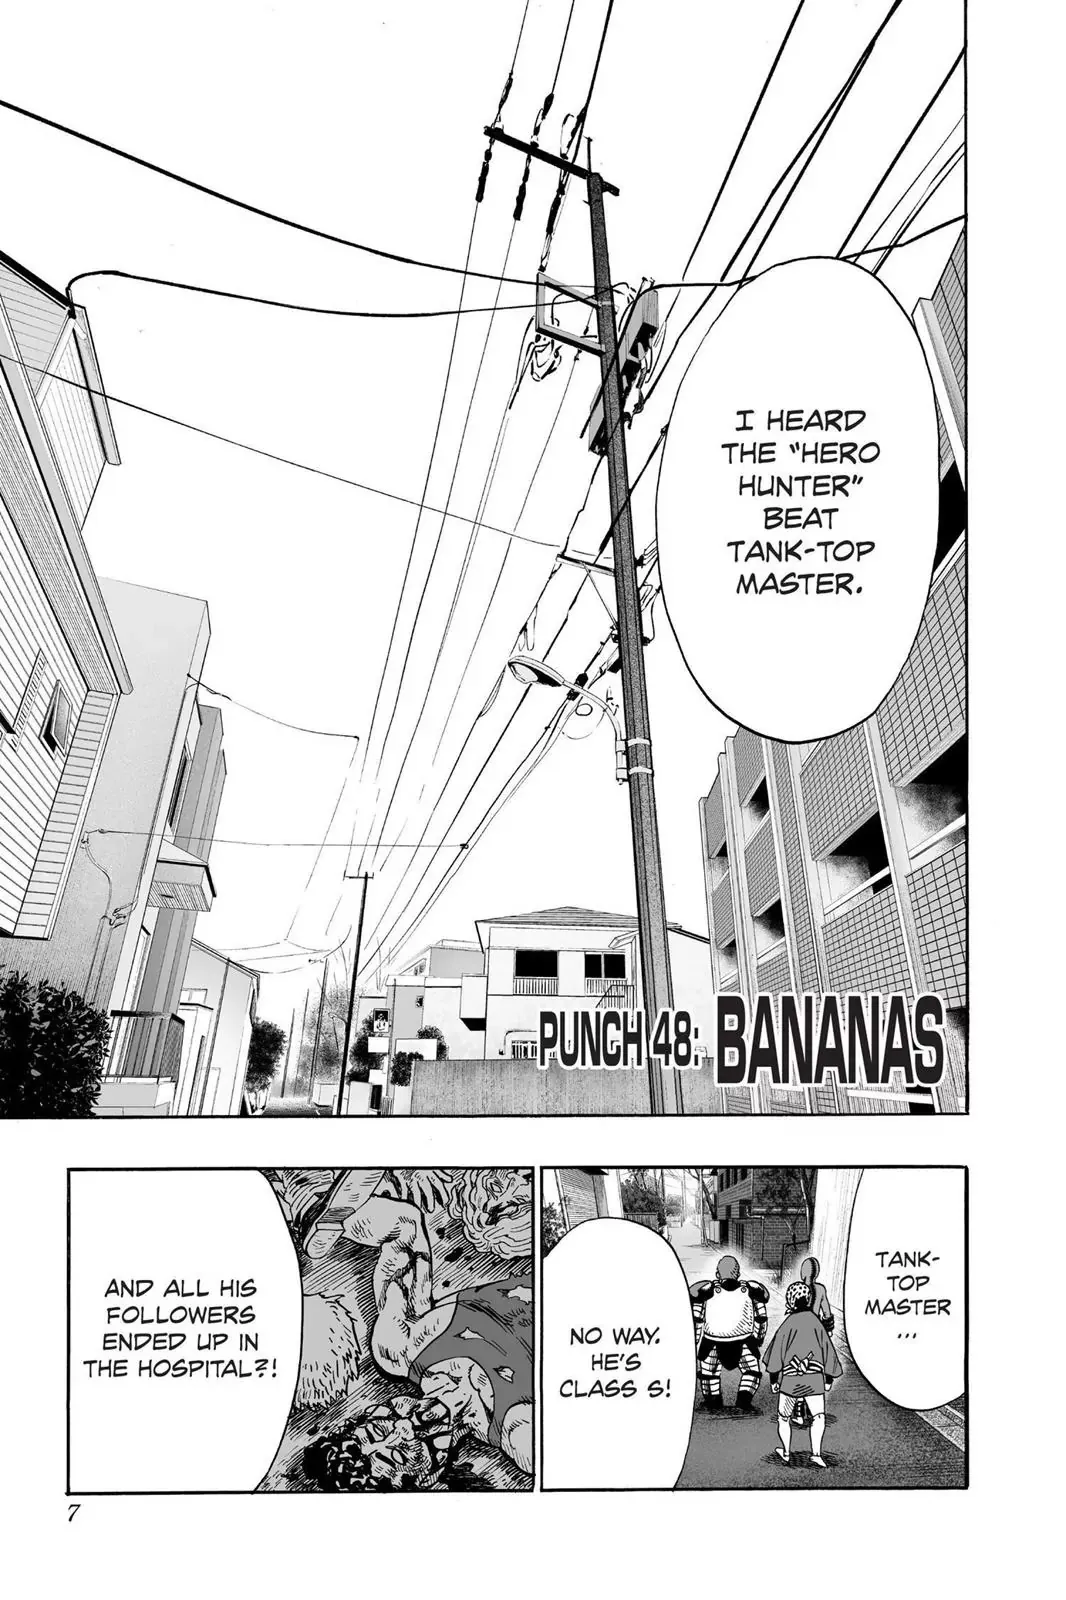 I HEARD
THE "HERO
HUNTER"
BEAT
TANK-TOP
MASTER.
PUNCH 48: BANANAS
TANK-
TOP
MASTER
...
NO WAY.
HE'S
CLASS S!
AND ALL HIS
FOLLOWERS
ENDED UP IN
THE HOSPITAL?!
7